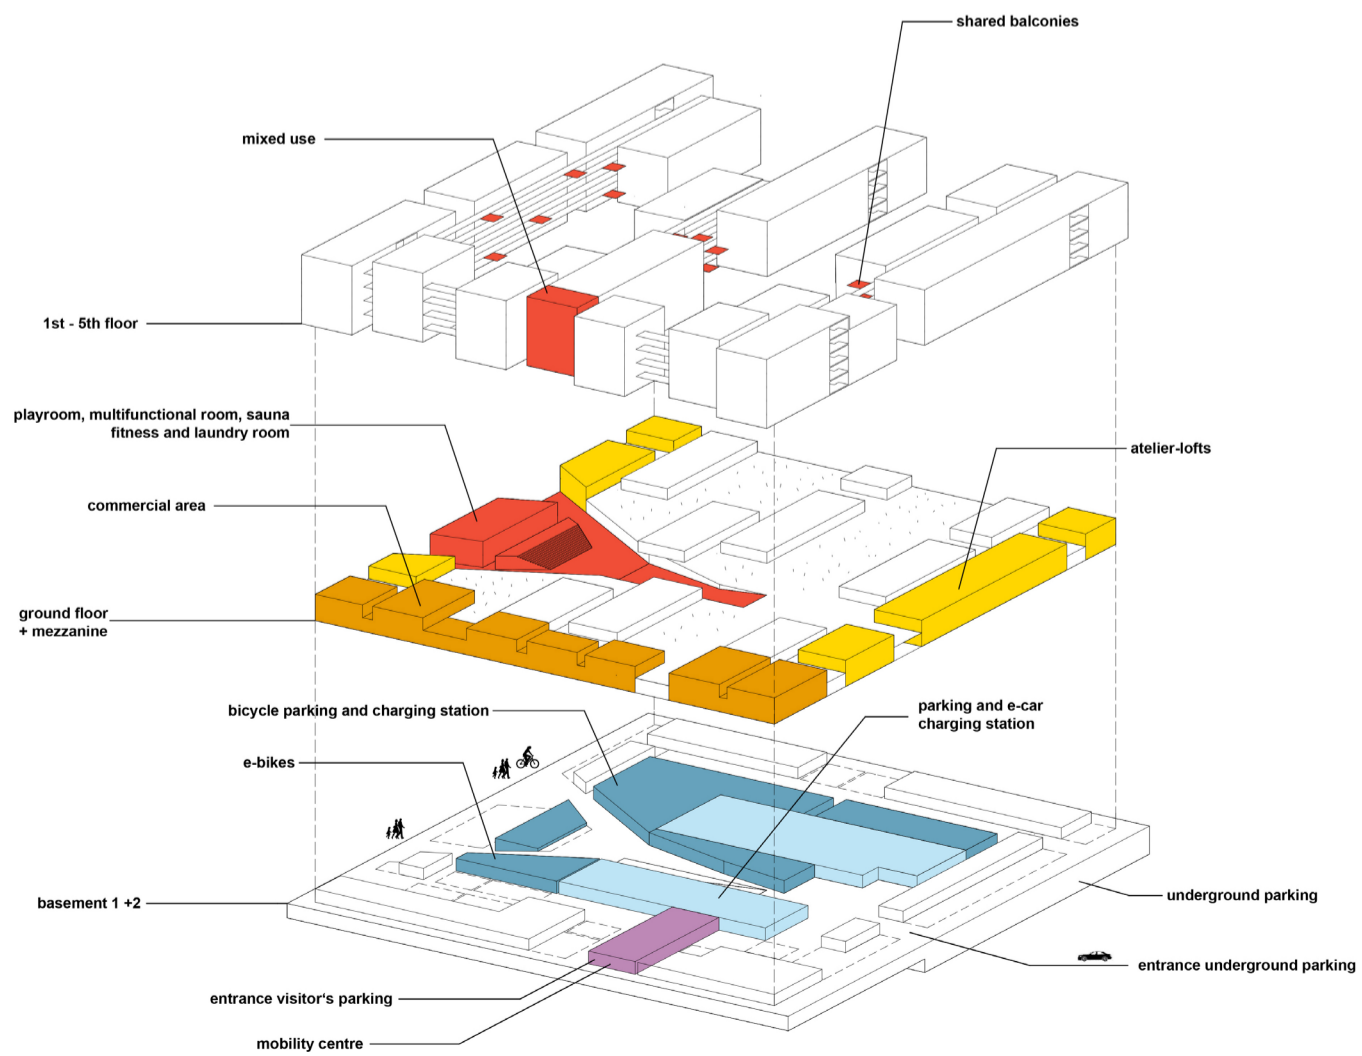 shared balconies
mixed use
1st - 5th floor
playroom, multifunctional room, sauna
fitness and laundry room
atelier-lofts
commercial area
ground floor
+ mezzanine
bicycle parking and charging station
parking and e-car
charging station
e-bikes
basement 1 +2
underground parking
entrance underground parking
entrance visitor‘s parking
mobility centre